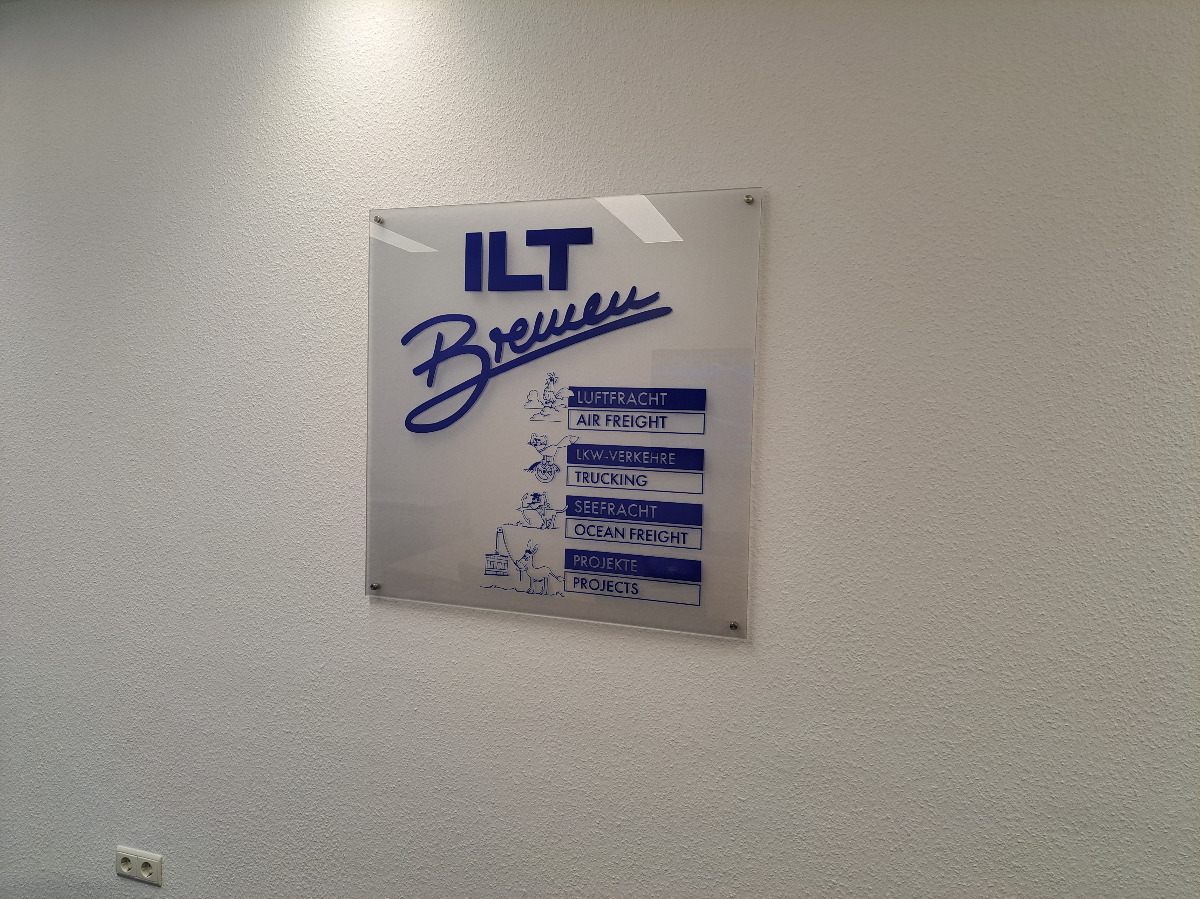 ILT
Bremen
LUFTFRACHT
AIR FREIGHT
LKW-VERKEHRE
TRUCKING
SEEFRACHT
OCEAN FREIGHT
PROJEKTE
PROJECTS